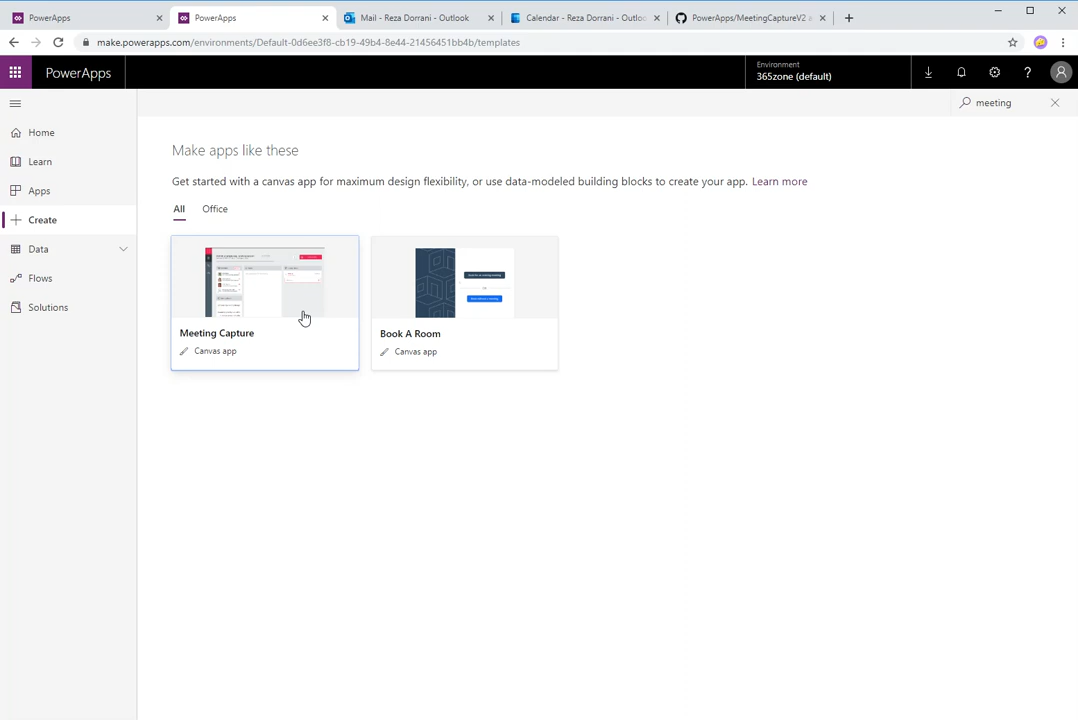 PowerApps
PowerApps
Mail - Reza Dorrani - Outlook
Calendar - Reza Dorrani - Outloo
PowerApps/MeetingCaptureV2 a
make.powerapps.com/environments/Default-0d6ee3f8-cb19-49b4-8e44-21456451bb4b/templates
PowerApps
Environment
365zone (default)
meeting
Home
Learn
Apps
Create
Data
Flows
Solutions
Make apps like these
Get started with a canvas app for maximum design flexibility, or use data-modeled building blocks to create your app. Learn more
All
Office
Meeting Capture
Canvas app
Book A Room
Canvas app